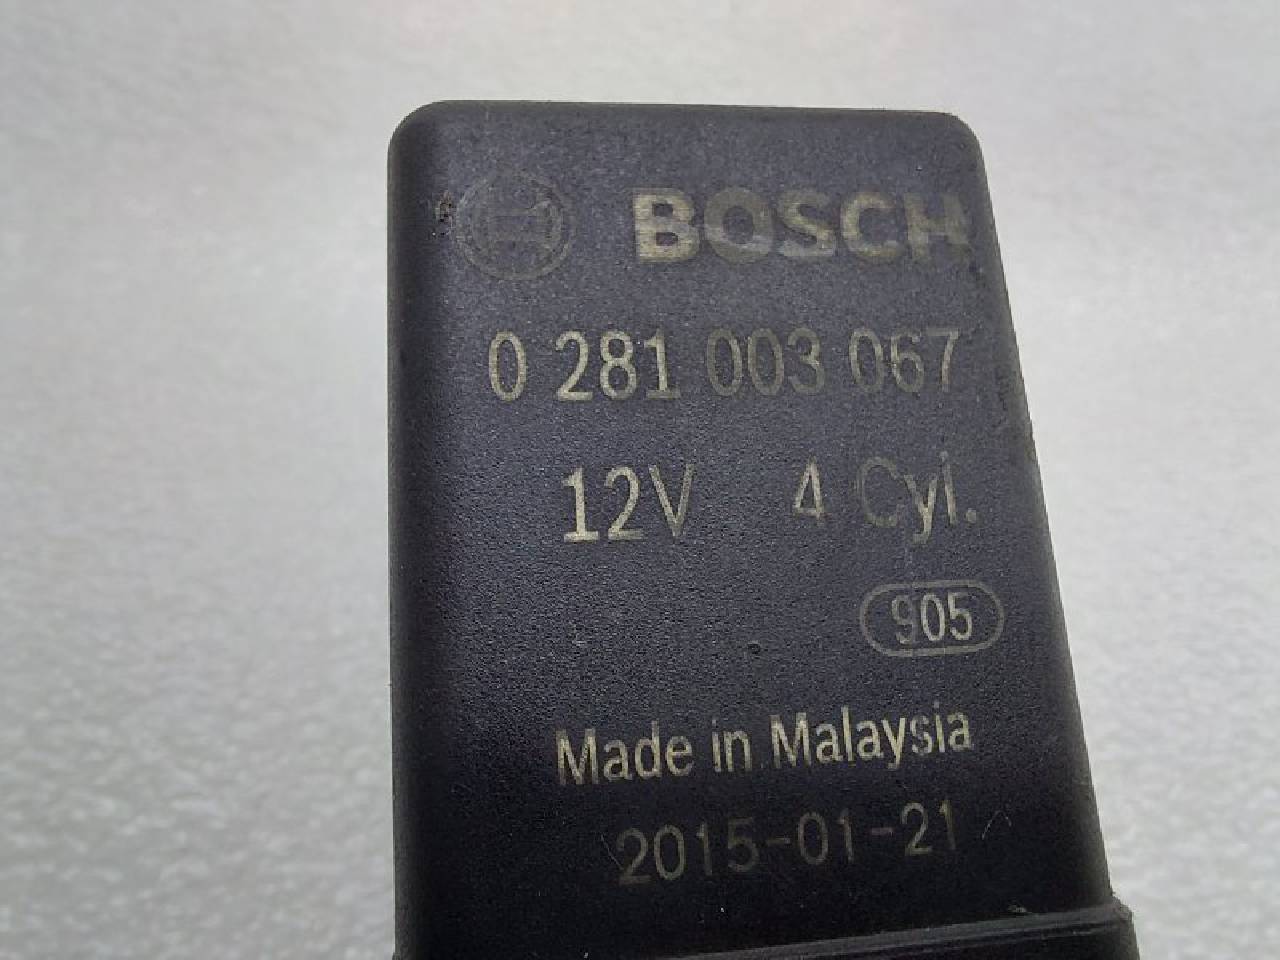 BOSCH
0 281 003 067
12V 4 Cyl.
905
Made in Malaysia
2015-01-21